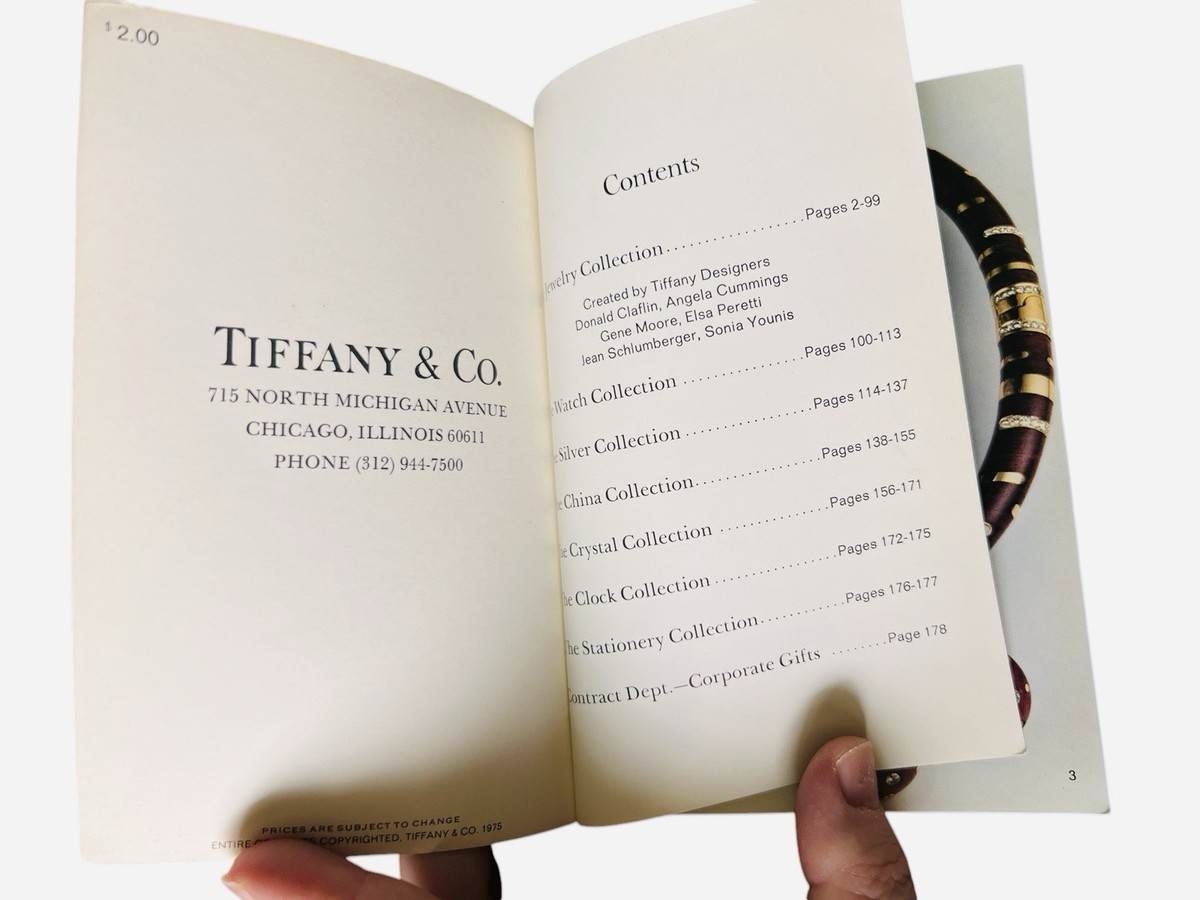 $2.00
TIFFANY & CO.
715 NORTH MICHIGAN AVENUE
CHICAGO, ILLINOIS 60611
PHONE (312) 944-7500
PRICES ARE SUBJECT TO CHANGE
ENTIRE COPYRIGHTED, TIFFANY & CO. 1975
Contents
Jewelry Collection..................Pages 2-99
Created by Tiffany Designers
Donald Claflin, Angela Cummings
Gene Moore, Elsa Peretti
Jean Schlumberger, Sonia Younis
Watch Collection ................Pages 100-113
Silver Collection .................Pages 114-137
China Collection.................Pages 138-155
Crystal Collection ...............Pages 156-171
The Clock Collection .................Pages 172-175
The Stationery Collection............Pages 176-177
Contract Dept.—Corporate Gifts ........Page 178
3